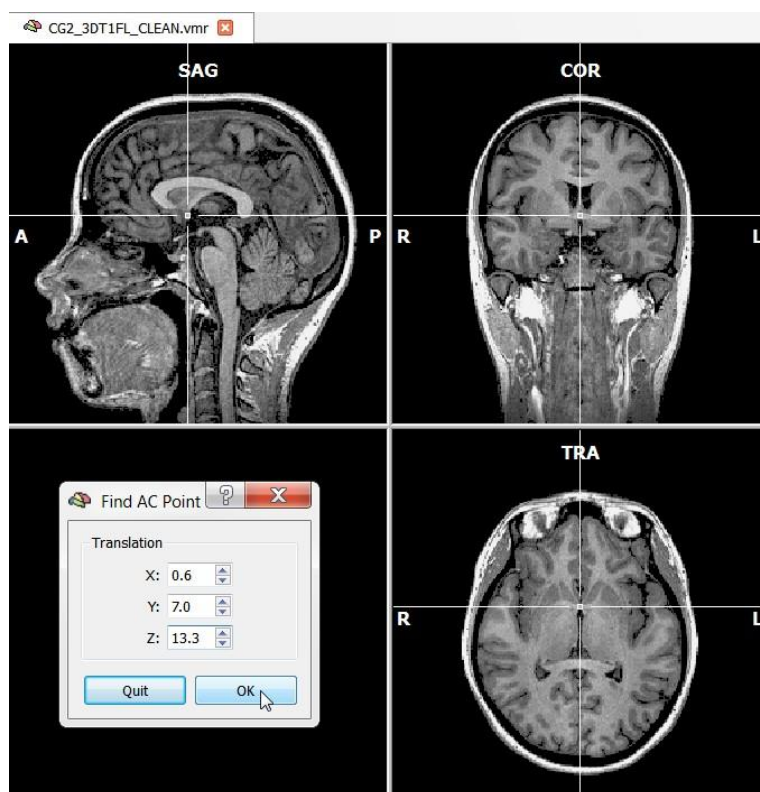 CG2_3DT1FL_CLEAN.vmr
SAG
COR
A
P
R
L
TRA
R
L
Find AC Point
?
X
Translation
X: 0.6
Y: 7.0
Z: 13.3
Quit OK